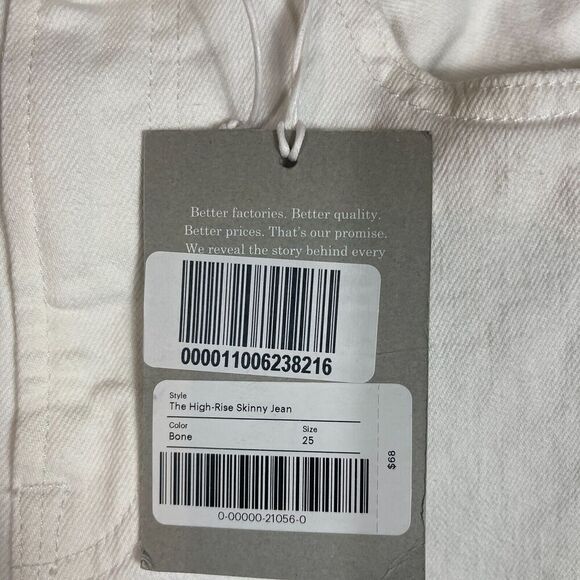 Better factories. Better quality.
Better prices. That's our promise.
We reveal the story behind every
000011006238216
Style
The High-Rise Skinny Jean
Color
Bone
Size
25
$68
0-00000-21056-0